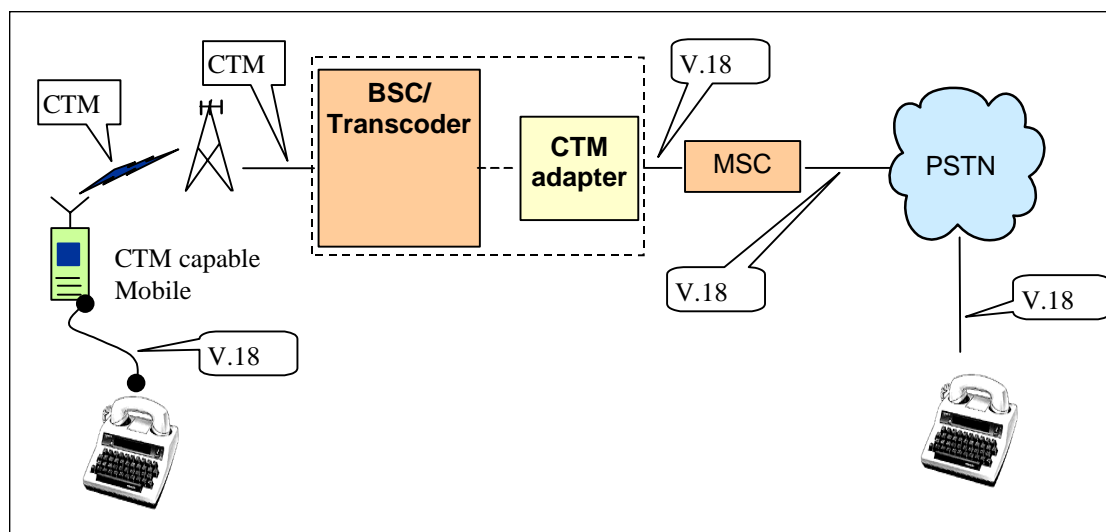 CTM
CTM
BSC/
Transcoder
CTM
adapter
V.18
MSC
PSTN
CTM capable
Mobile
V.18
V.18
V.18